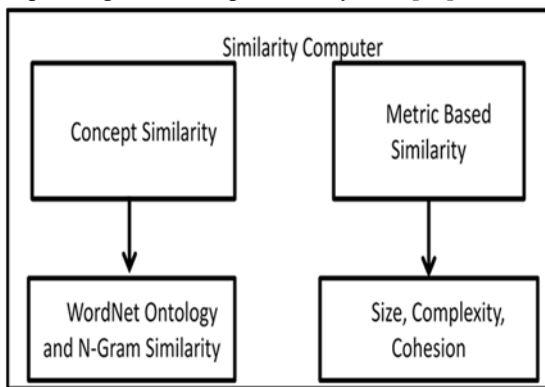 Similarity Computer
Concept Similarity
Metric Based
Similarity
WordNet Ontology
and N-Gram Similarity
Size, Complexity,
Cohesion